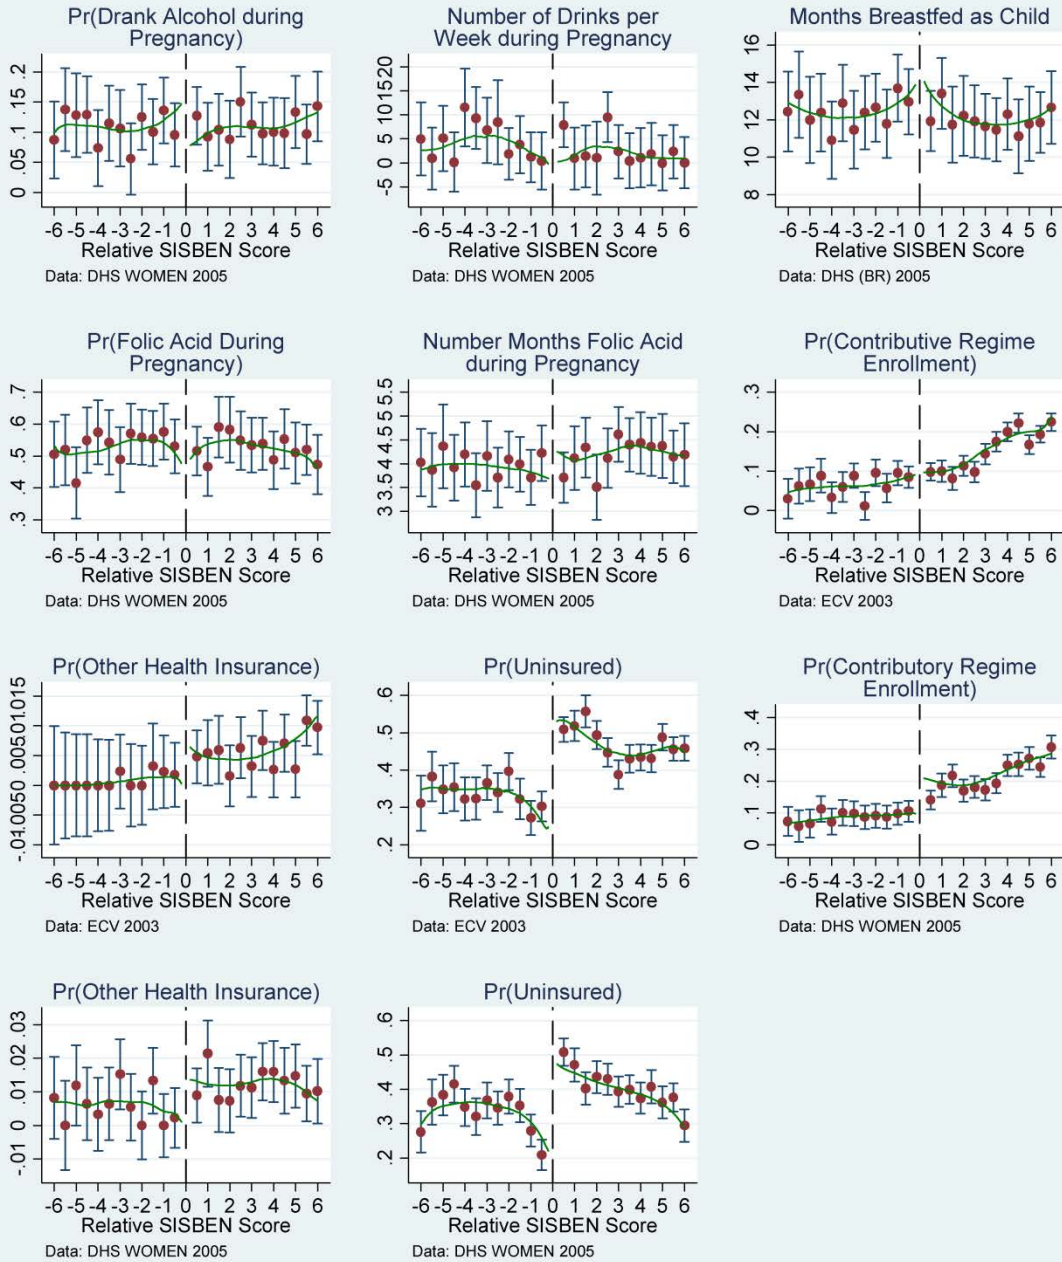 Pr(Drank Alcohol during
Pregnancy)
0 .05 .1 .15 .2
-6 -5 -4 -3 -2 -1 0 1 2 3 4 5 6
Relative SISBEN Score
Data: DHS WOMEN 2005
Number of Drinks per
Week during Pregnancy
-5 0 5 10 15 20
-6 -5 -4 -3 -2 -1 0 1 2 3 4 5 6
Relative SISBEN Score
Data: DHS WOMEN 2005
Months Breastfed as Child
8 10 12 14 16
-6 -5 -4 -3 -2 -1 0 1 2 3 4 5 6
Relative SISBEN Score
Data: DHS (BR) 2005
Pr(Folic Acid During
Pregnancy)
.3 .4 .5 .6 .7
-6 -5 -4 -3 -2 -1 0 1 2 3 4 5 6
Relative SISBEN Score
Data: DHS WOMEN 2005
Number Months Folic Acid
during Pregnancy
3 3.5 4 4.5 5 5.5
-6 -5 -4 -3 -2 -1 0 1 2 3 4 5 6
Relative SISBEN Score
Data: DHS WOMEN 2005
Pr(Contributive Regime
Enrollment)
0 .1 .2 .3
-6 -5 -4 -3 -2 -1 0 1 2 3 4 5 6
Relative SISBEN Score
Data: ECV 2003
Pr(Other Health Insurance)
-.01 -.005 0 .005 .01 .015
-6 -5 -4 -3 -2 -1 0 1 2 3 4 5 6
Relative SISBEN Score
Data: ECV 2003
Pr(Uninsured)
.2 .3 .4 .5 .6
-6 -5 -4 -3 -2 -1 0 1 2 3 4 5 6
Relative SISBEN Score
Data: ECV 2003
Pr(Contributory Regime
Enrollment)
0 .1 .2 .3 .4
-6 -5 -4 -3 -2 -1 0 1 2 3 4 5 6
Relative SISBEN Score
Data: DHS WOMEN 2005
Pr(Other Health Insurance)
-.01 0 .01 .02 .03
-6 -5 -4 -3 -2 -1 0 1 2 3 4 5 6
Relative SISBEN Score
Data: DHS WOMEN 2005
Pr(Uninsured)
.2 .3 .4 .5 .6
-6 -5 -4 -3 -2 -1 0 1 2 3 4 5 6
Relative SISBEN Score
Data: DHS WOMEN 2005